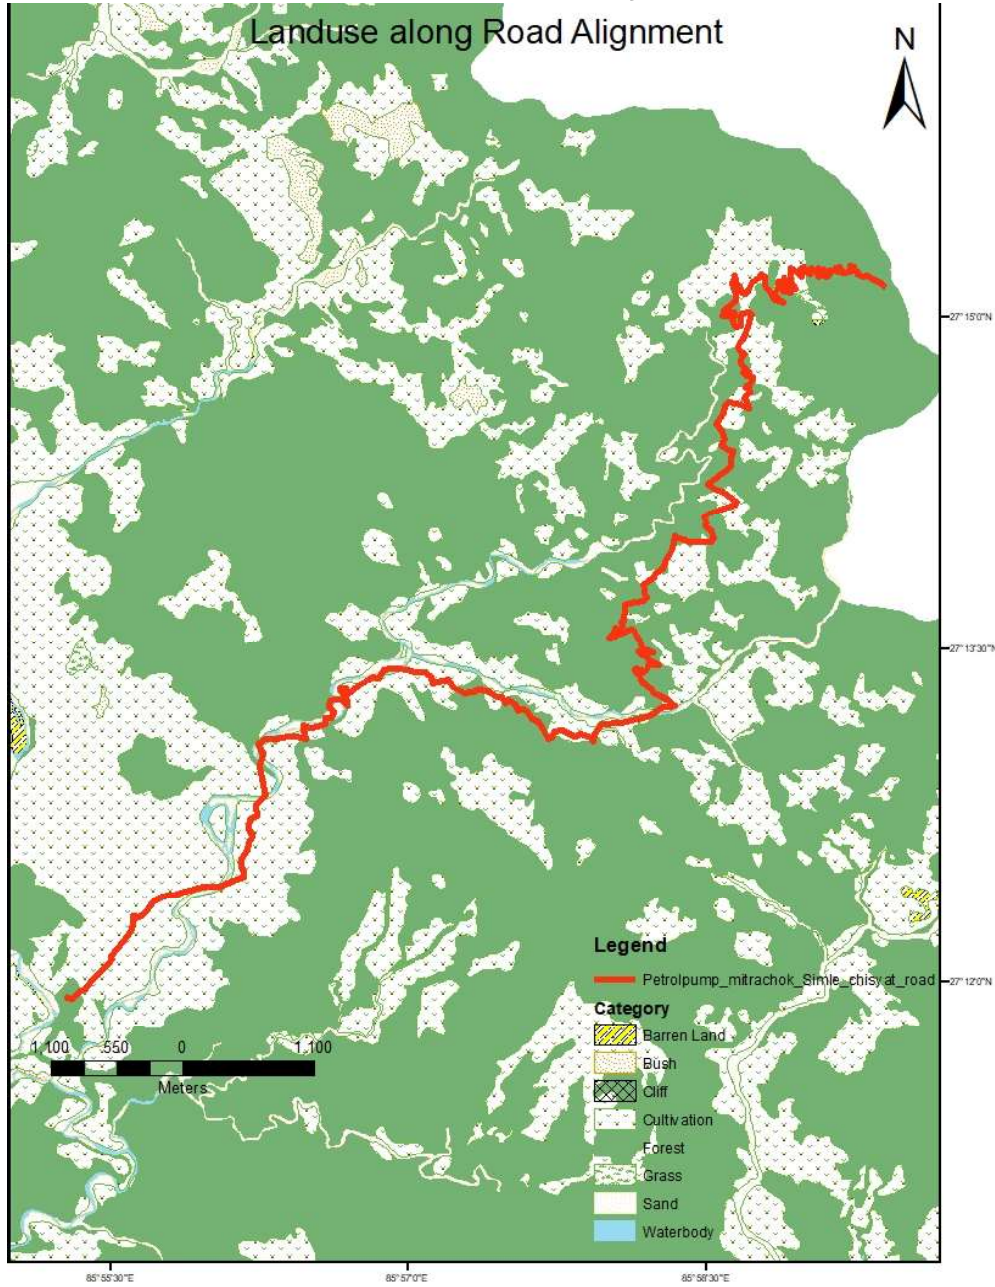 Landuse along Road Alignment
N
27°15'0"N
27°13'30"N
27°12'0"N
Legend
Petrolpump_mitrachok_Simle_chisyat_road
Category
Barren Land
Bush
Cliff
Cultivation
Forest
Grass
Sand
Waterbody
1,100 550 0 1,100
Meters
85°55'30"E 85°57'0"E 85°58'30"E